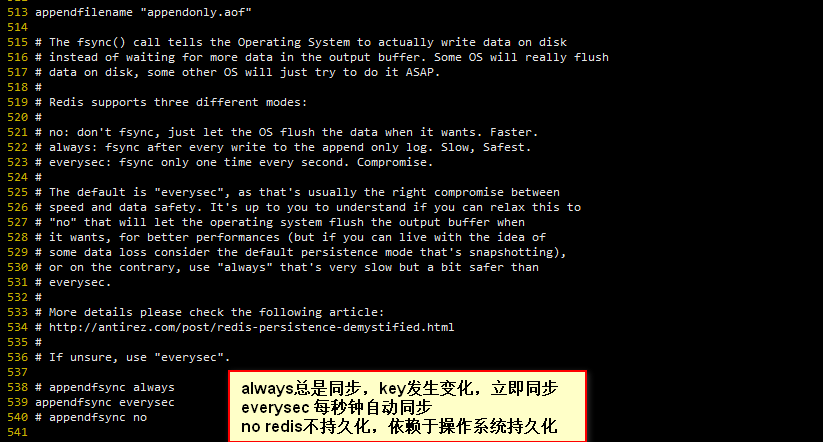 513 appendfilename "appendonly.aof"
514
515 # The fsync() call tells the Operating System to actually write data on disk
516 # instead of waiting for more data in the output buffer. Some OS will really flush
517 # data on disk, some other OS will just try to do it ASAP.
518 #
519 # Redis supports three different modes:
520 #
521 # no: don't fsync, just let the OS flush the data when it wants. Faster.
522 # always: fsync after every write to the append only log. Slow, Safest.
523 # everysec: fsync only one time every second. Compromise.
524 #
525 # The default is "everysec", as that's usually the right compromise between
526 # speed and data safety. It's up to you to understand if you can relax this to
527 # "no" that will let the operating system flush the output buffer when
528 # it wants, for better performances (but if you can live with the idea of
529 # some data loss consider the default persistence mode that's snapshotting),
530 # or on the contrary, use "always" that's very slow but a bit safer than
531 # everysec.
532 #
533 # More details please check the following article:
534 # http://antirez.com/post/redis-persistence-demystified.html
535 #
536 # If unsure, use "everysec".
537
538 # appendfsync always
539 appendfsync everysec
540 # appendfsync no
541
always总是同步，key发生变化，立即同步
everysec 每秒钟自动同步
no redis不持久化，依赖于操作系统持久化